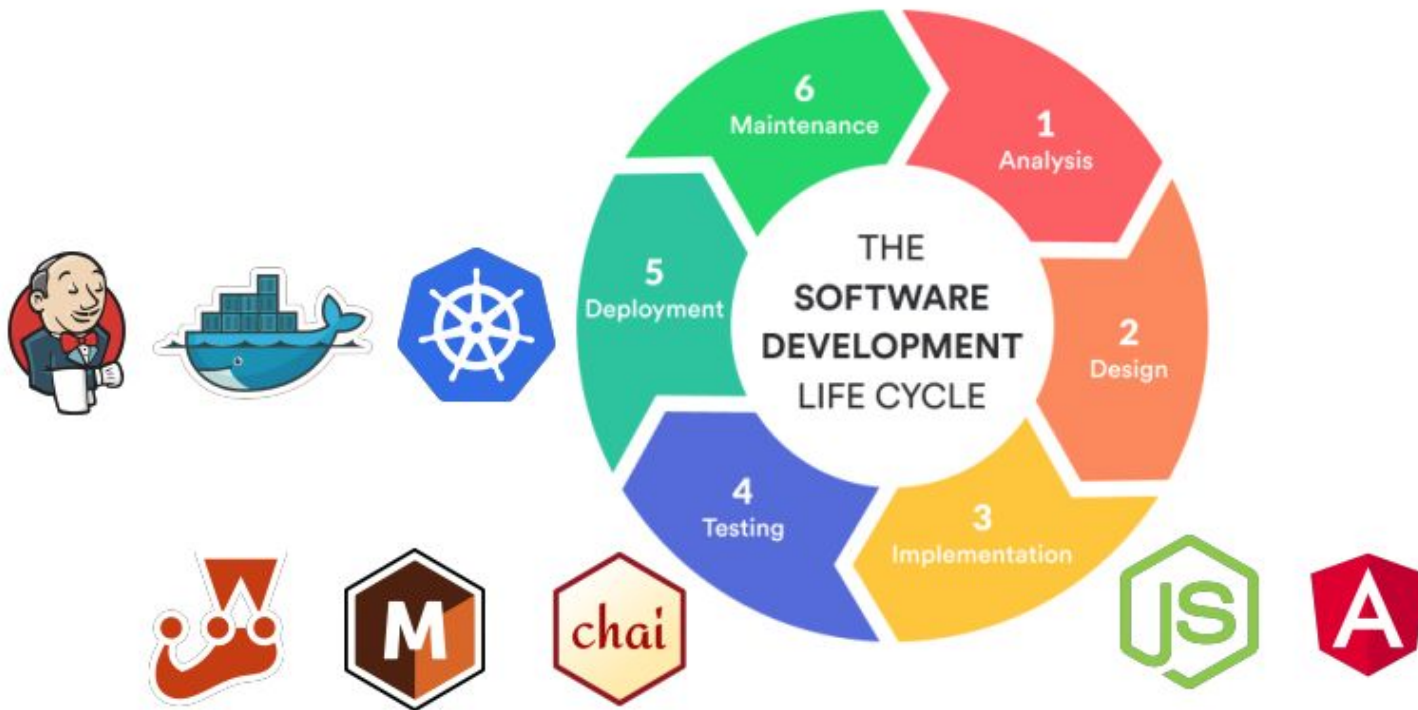 6
Maintenance
1
Analysis
THE
SOFTWARE
DEVELOPMENT
LIFE CYCLE
5
Deployment
2
Design
4
Testing
3
Implementation
M
chai
JS
A